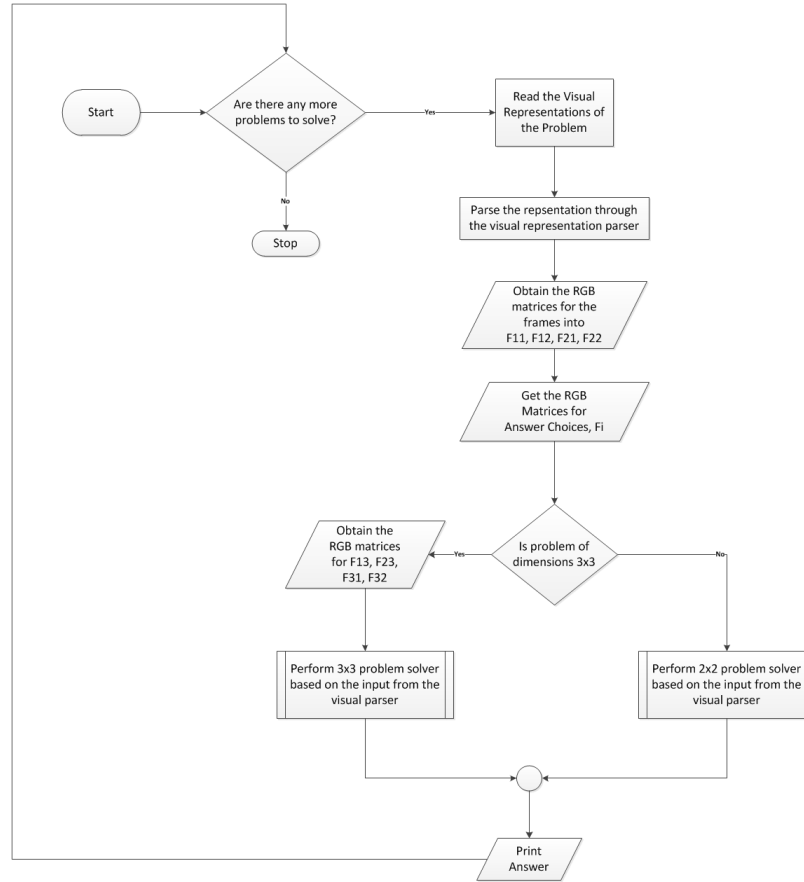 Start
Are there any more
problems to solve?
Yes
Read the Visual
Representations of
the Problem
No
Stop
Parse the repsentation through
the visual representation parser
Obtain the RGB
matrices for the
frames into
F11, F12, F21, F22
Get the RGB
Matrices for
Answer Choices, Fi
Is problem of
dimensions 3x3
Yes
No
Obtain the
RGB matrices
for F13, F23,
F31, F32
Perform 3x3 problem solver
based on the input from the
visual parser
Perform 2x2 problem solver
based on the input from the
visual parser
Print
Answer